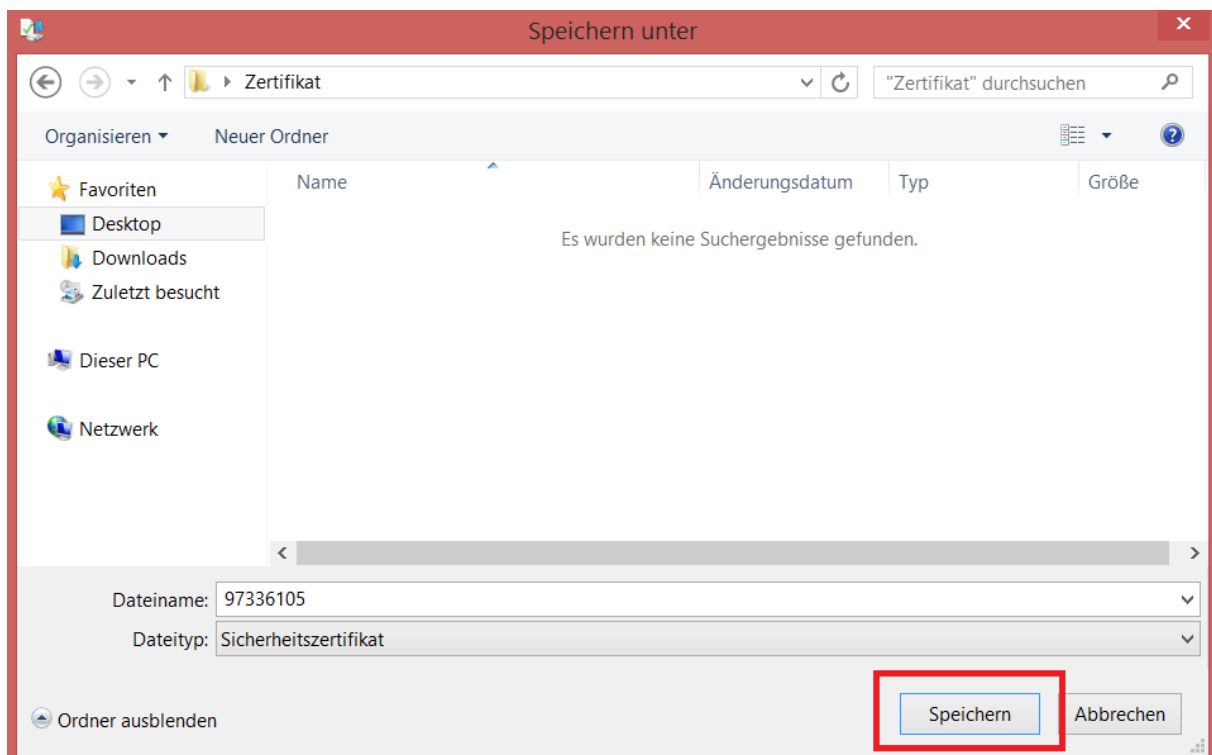 Speichern unter
Zertifikat
"Zertifikat" durchsuchen
Organisieren
Neuer Ordner
Name
Änderungsdatum
Typ
Größe
Favoriten
Desktop
Downloads
Zuletzt besucht
Dieser PC
Netzwerk
Es wurden keine Suchergebnisse gefunden.
Dateiname: 97336105
Dateityp: Sicherheitszertifikat
Ordner ausblenden
Speichern
Abbrechen